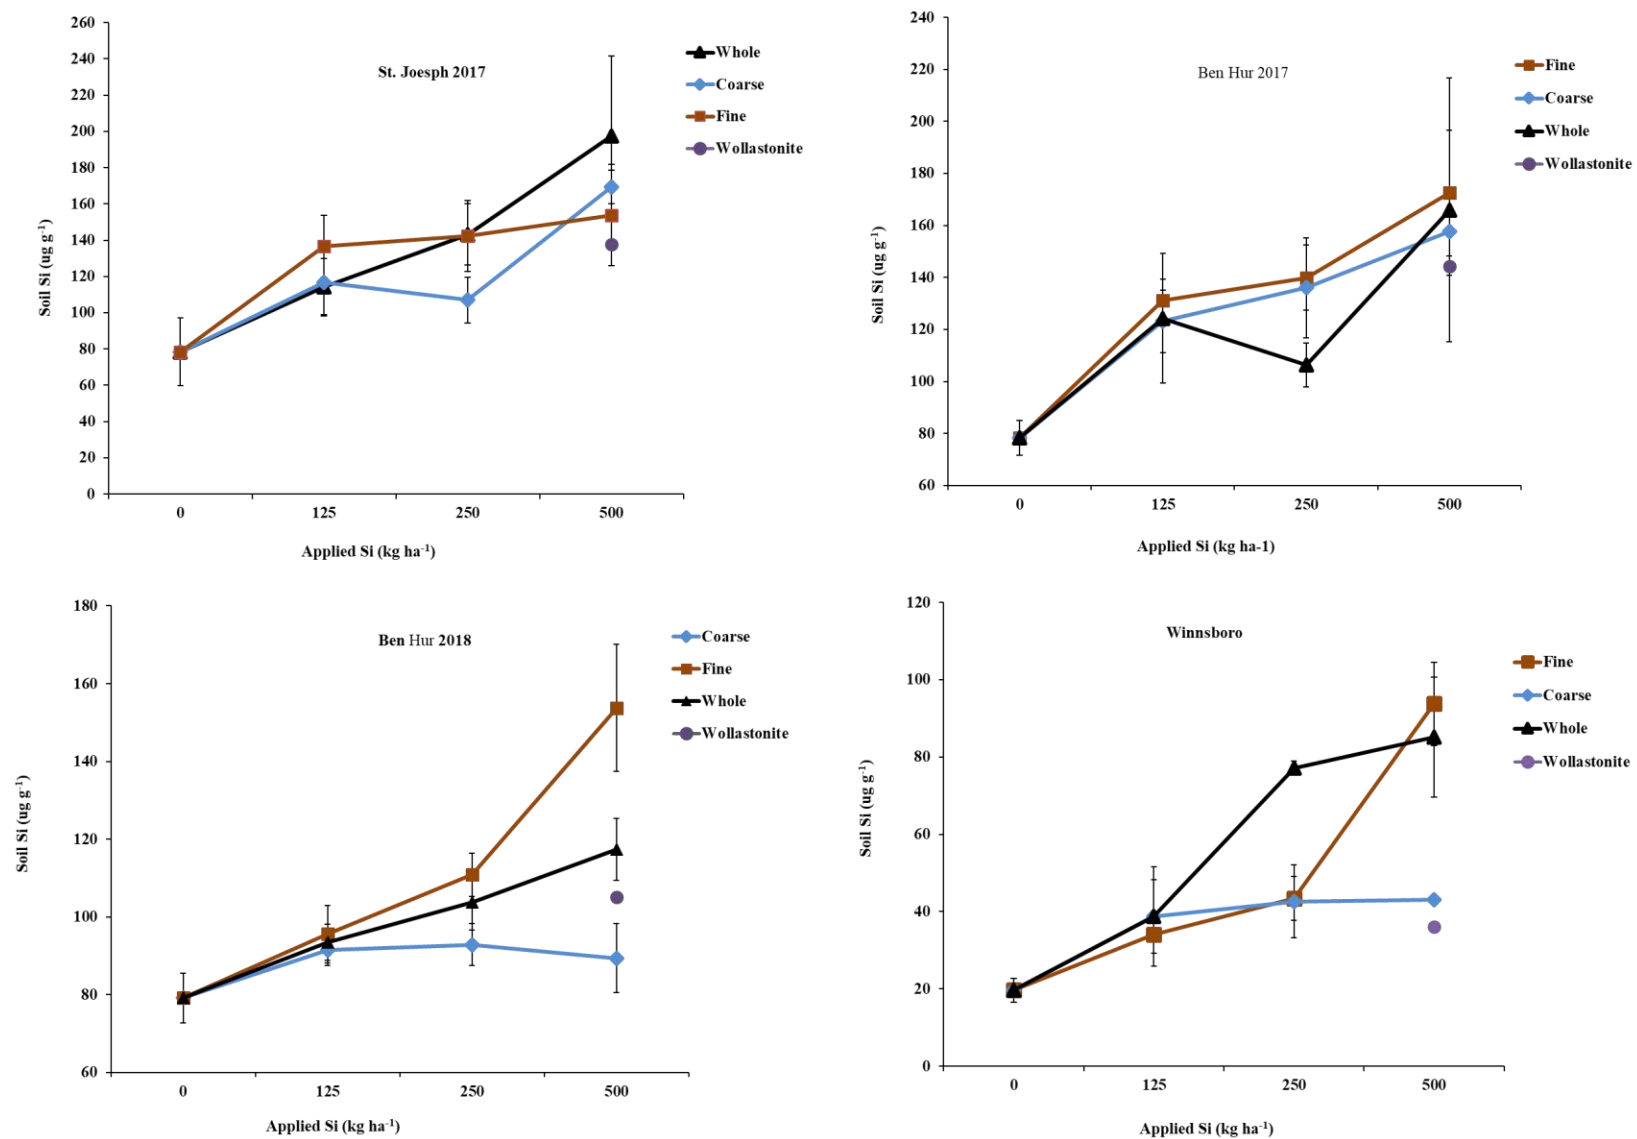 St. Joesph 2017
Soil Si (ug g-1)
260
240
220
200
180
160
140
120
100
80
60
40
20
0
0 125 250 500
Applied Si (kg ha-1)
Whole
Coarse
Fine
Wollastonite
Ben Hur 2017
Soil Si (ug g-1)
240
220
200
180
160
140
120
100
80
60
0 125 250 500
Applied Si (kg ha-1)
Fine
Coarse
Whole
Wollastonite
Ben Hur 2018
Soil Si (ug g-1)
180
160
140
120
100
80
60
0 125 250 500
Applied Si (kg ha-1)
Coarse
Fine
Whole
Wollastonite
Winnsboro
Soil Si (ug g-1)
120
100
80
60
40
20
0
0 125 250 500
Applied Si (kg ha-1)
Fine
Coarse
Whole
Wollastonite